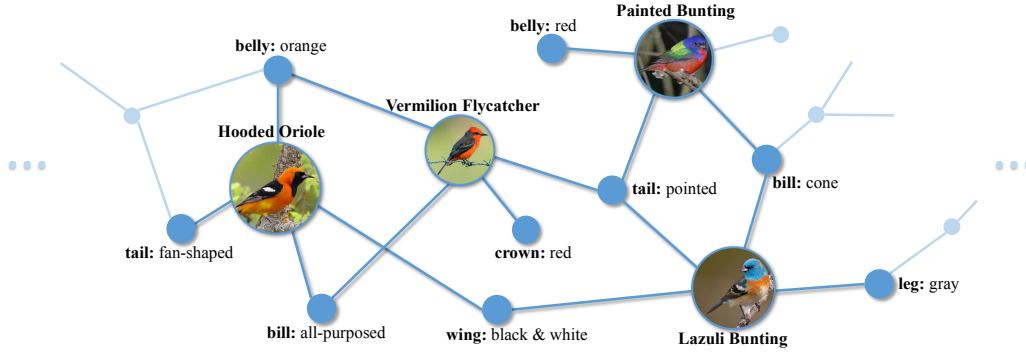 Painted Bunting
belly: red
belly: orange
Vermilion Flycatcher
Hooded Oriole
tail: pointed
bill: cone
tail: fan-shaped
crown: red
leg: gray
bill: all-purposed
wing: black & white
Lazuli Bunting